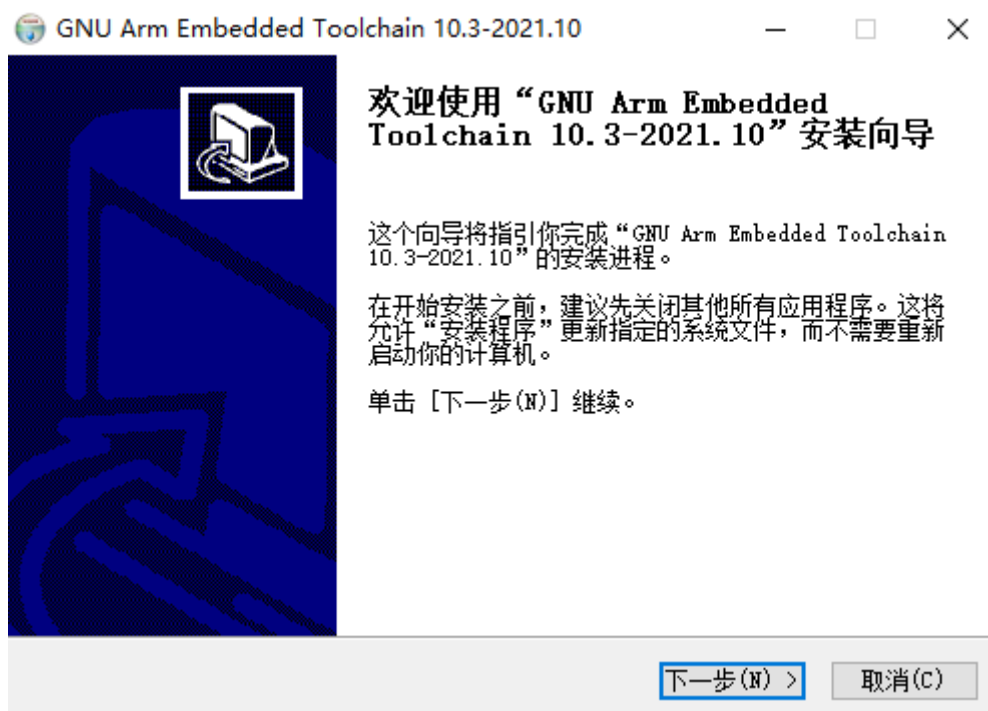 GNU Arm Embedded Toolchain 10.3-2021.10
欢迎使用“GNU Arm Embedded
Toolchain 10.3-2021.10”安装向导
这个向导将指引你完成“GNU Arm Embedded Toolchain
10.3-2021.10”的安装进程。
在开始安装之前，建议先关闭其他所有应用程序。这将
允许“安装程序”更新指定的系统文件，而不需要重新
启动你的计算机。
单击 [下一步(N)] 继续。
下一步(N) >
取消(C)